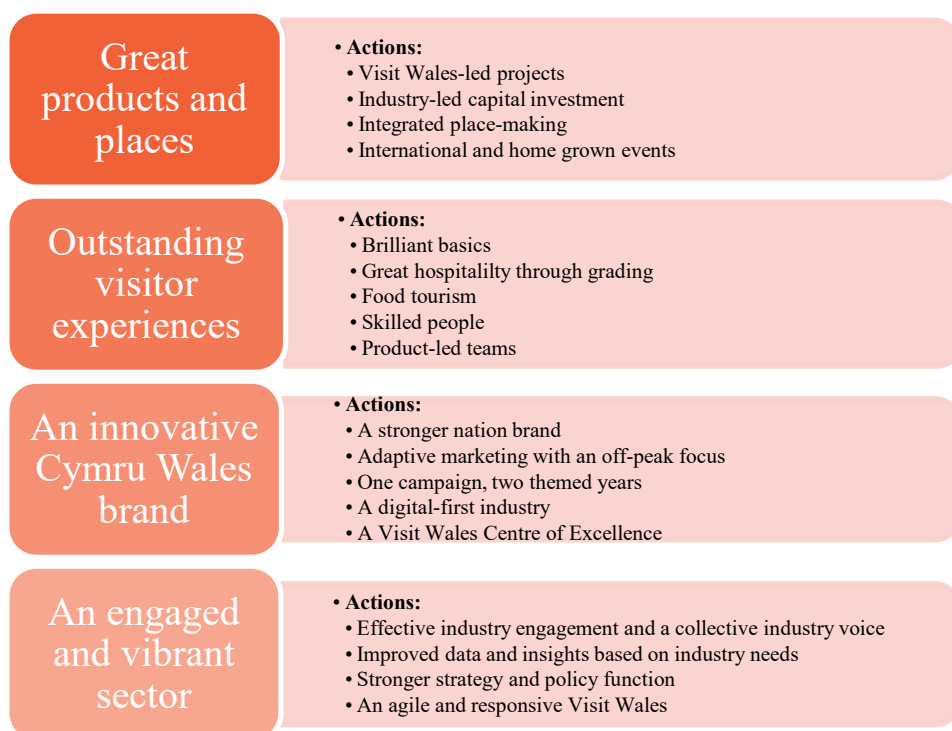 Great
products and
places
• Actions:
• Visit Wales-led projects
• Industry-led capital investment
• Integrated place-making
• International and home grown events
Outstanding
visitor
experiences
• Actions:
• Brilliant basics
• Great hospitalilty through grading
• Food tourism
• Skilled people
• Product-led teams
An innovative
Cymru Wales
brand
• Actions:
• A stronger nation brand
• Adaptive marketing with an off-peak focus
• One campaign, two themed years
• A digital-first industry
• A Visit Wales Centre of Excellence
An engaged
and vibrant
sector
• Actions:
• Effective industry engagement and a collective industry voice
• Improved data and insights based on industry needs
• Stronger strategy and policy function
• An agile and responsive Visit Wales